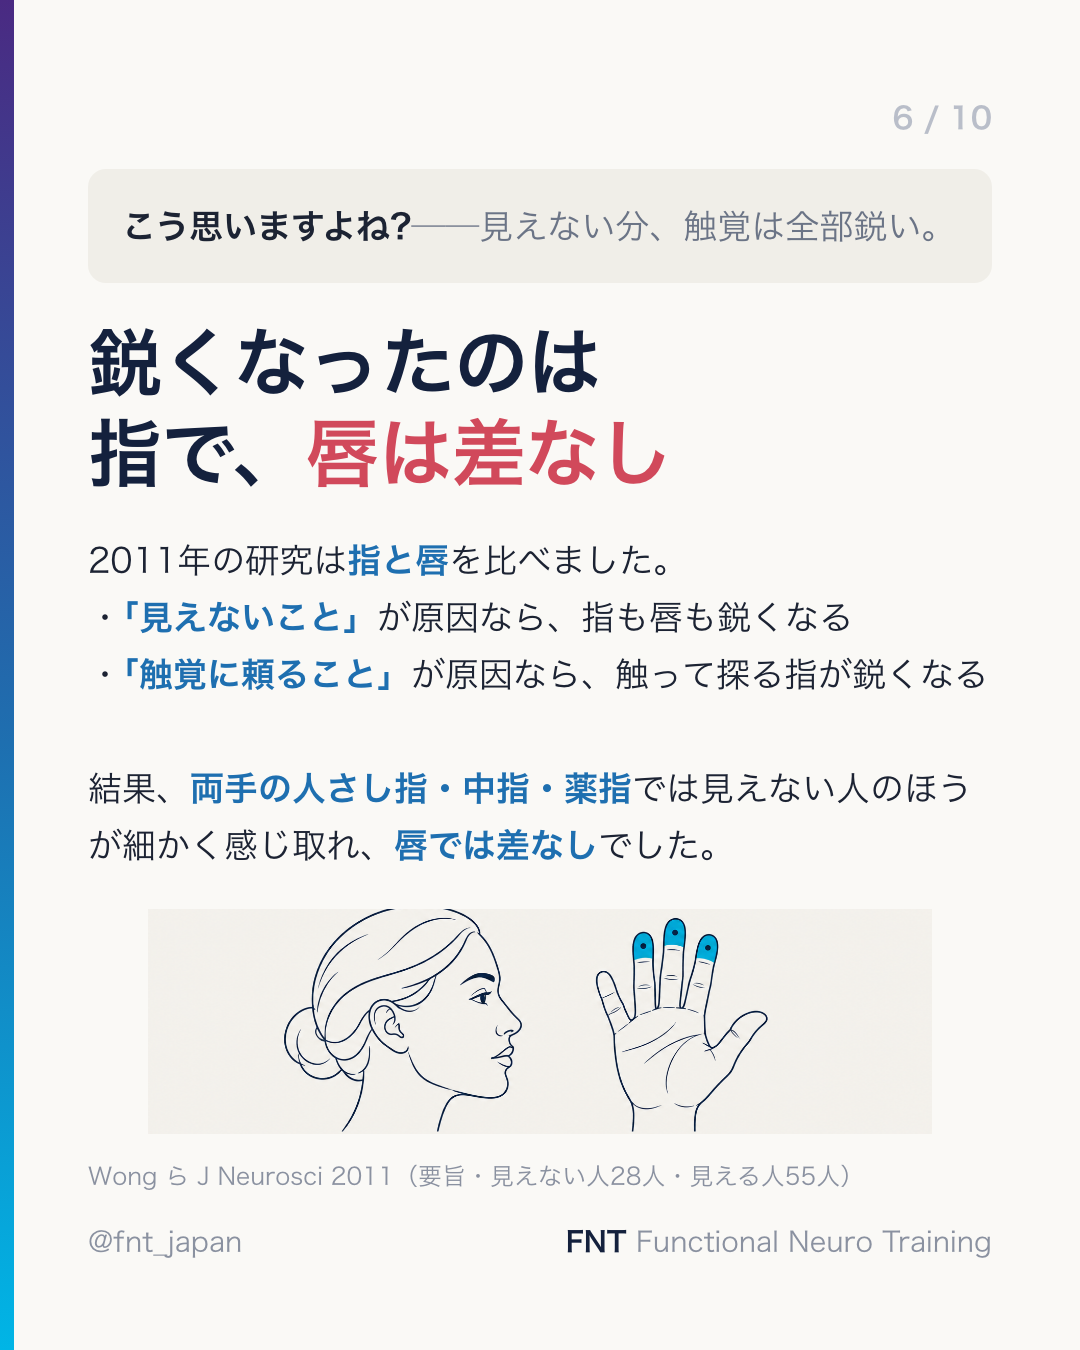 6 / 10
こう思いますよね?——見えない分、触覚は全部鋭い。
鋭くなったのは
指で、唇は差なし
2011年の研究は指と唇を比べました。
・「見えないこと」が原因なら、指も唇も鋭くなる
・「触覚に頼ること」が原因なら、触って探る指が鋭くなる
結果、両手の人さし指・中指・薬指では見えない人のほう
が細かく感じ取れ、唇では差なしでした。
Wong ら J Neurosci 2011（要旨・見えない人28人・見える人55人）
@fnt_japan
FNT Functional Neuro Training